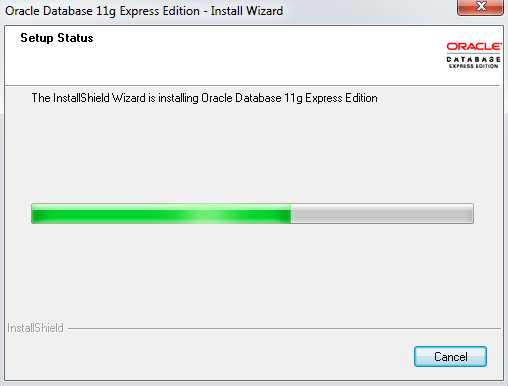 Oracle Database 11g Express Edition - Install Wizard
Setup Status
ORACLE
DATABASE
EXPRESS EDITION
The InstallShield Wizard is installing Oracle Database 11g Express Edition
InstallShield
Cancel